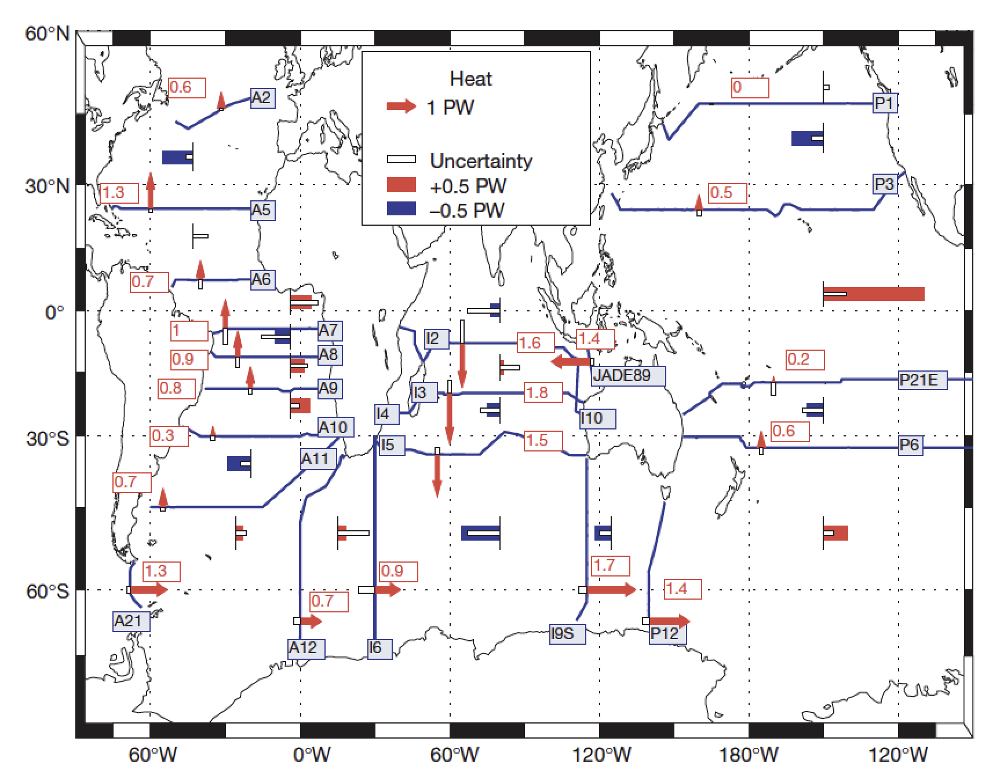 60°N
Heat
1 PW
Uncertainty
+0.5 PW
–0.5 PW
0.6
A2
0
P1
30°N
1.3
A5
0.5
P3
0.7
A6
0°
1
A7
0.9
A8
0.8
A9
0.3
A10
A11
0.7
I2
1.6
1.4
JADE89
I3
1.8
I4
I10
I5
1.5
0.2
P21E
0.6
P6
30°S
60°S
1.3
A21
0.7
A12
0.9
I6
1.7
I9S
1.4
P12
60°W
0°W
60°W
120°W
180°W
120°W